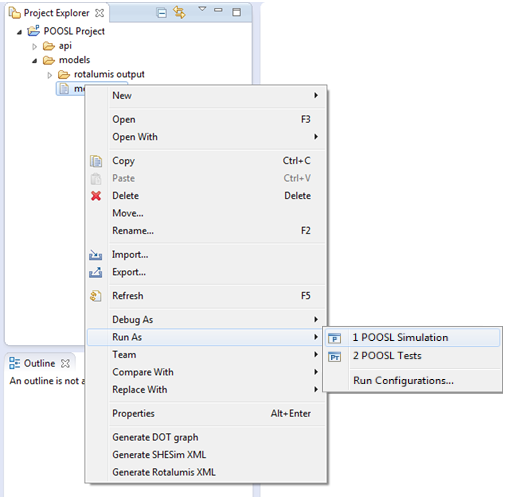 Project Explorer
POOSL Project
api
models
rotalumis output
New
Open F3
Open With
Copy Ctrl+C
Paste Ctrl+V
Delete Delete
Move...
Rename... F2
Import...
Export...
Refresh F5
Debug As
Run As
1 POOSL Simulation
2 POOSL Tests
Run Configurations...
Team
Compare With
Replace With
Properties Alt+Enter
Generate DOT graph
Generate SHESim XML
Generate Rotalumis XML
Outline
An outline is not